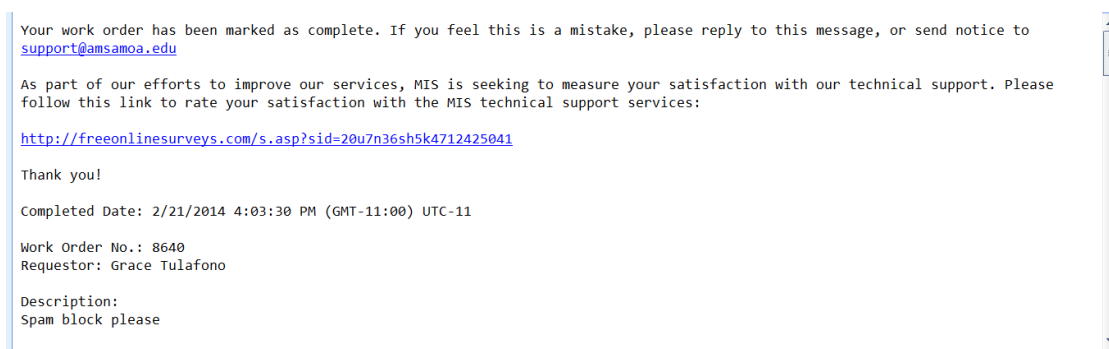 Your work order has been marked as complete. If you feel this is a mistake, please reply to this message, or send notice to
support@amsamoa.edu
As part of our efforts to improve our services, MIS is seeking to measure your satisfaction with our technical support. Please
follow this link to rate your satisfaction with the MIS technical support services:
http://freeonlinesurveys.com/s.asp?sid=20u7n36sh5k4712425041
Thank you!
Completed Date: 2/21/2014 4:03:30 PM (GMT-11:00) UTC-11
Work Order No.: 8640
Requestor: Grace Tulafono
Description:
Spam block please